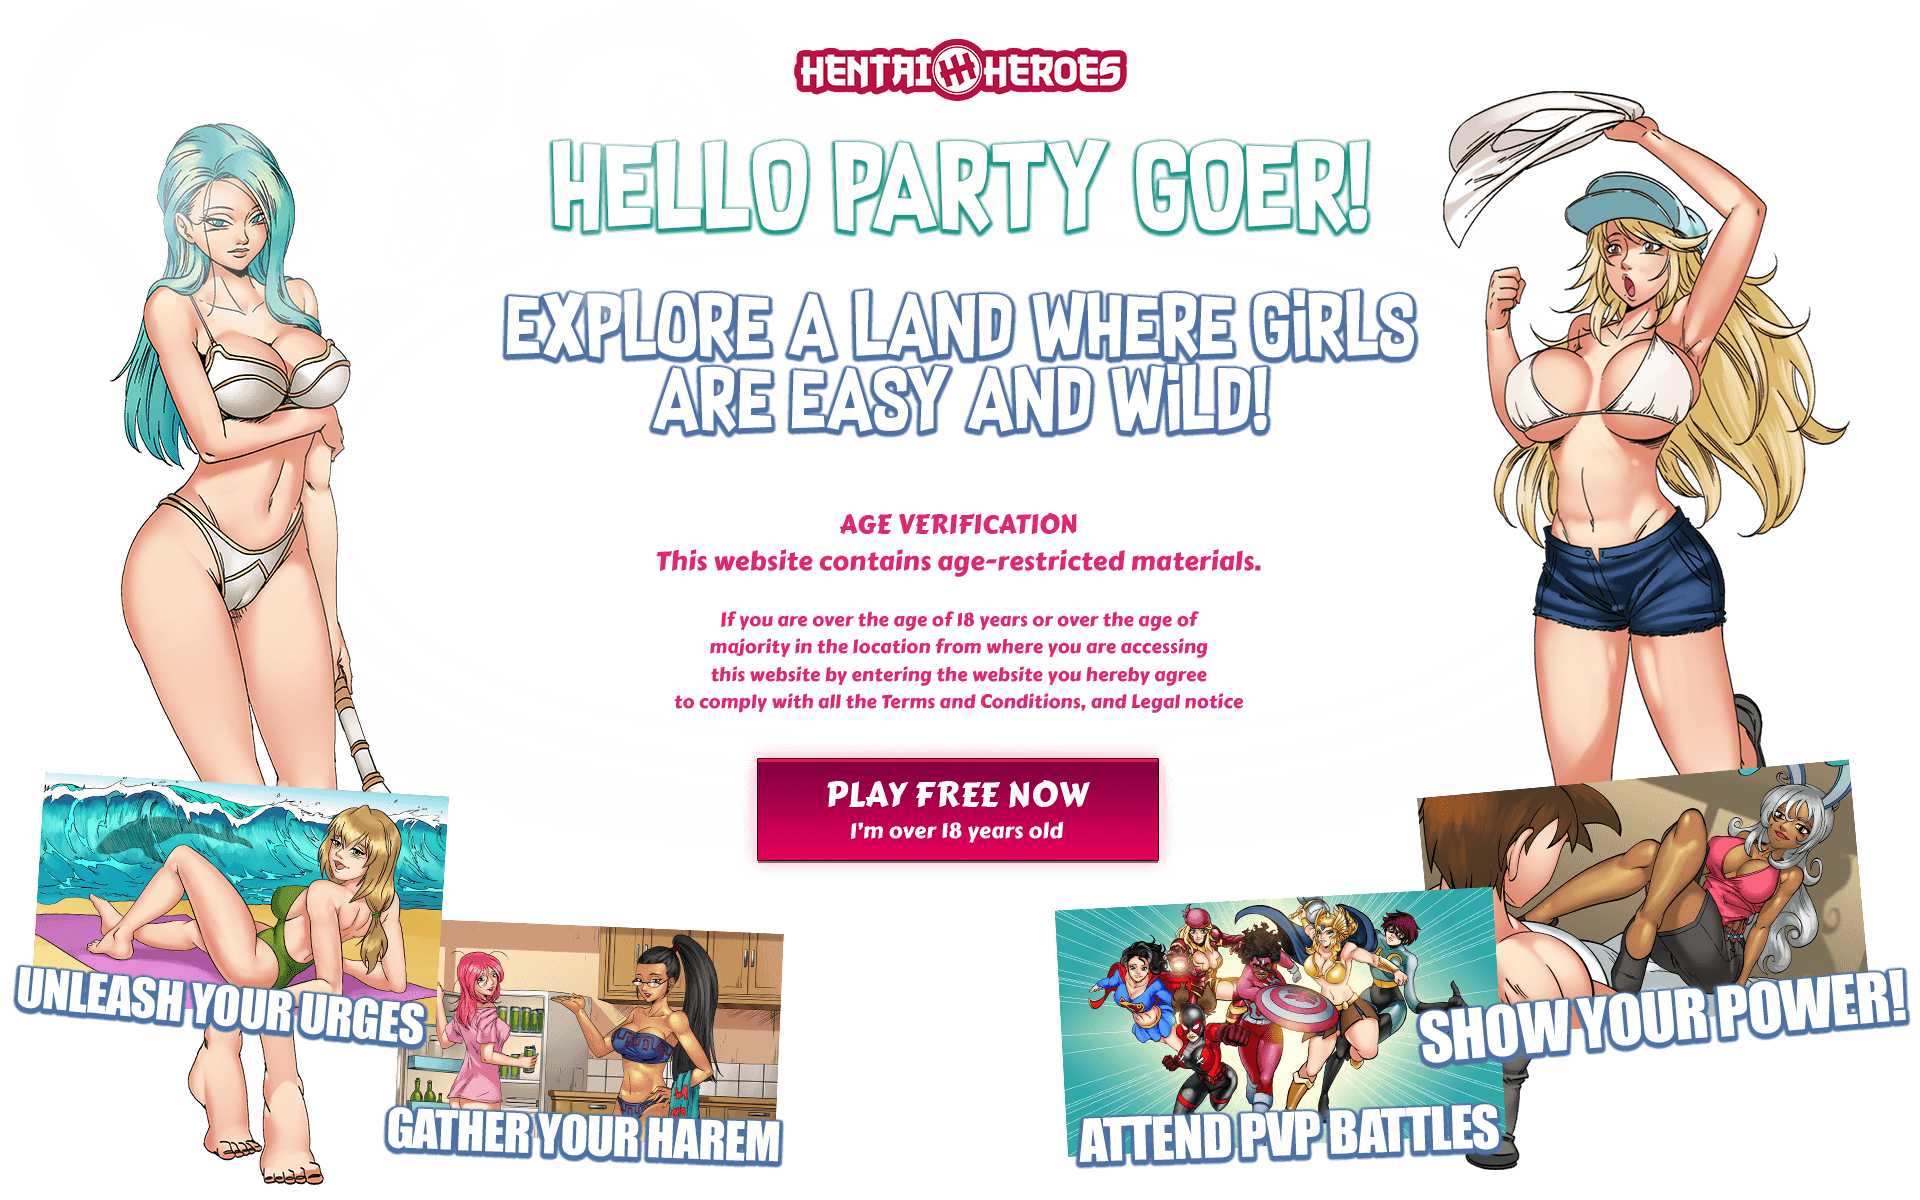 HENTAI HEROES
HELLO PARTY GOER!
EXPLORE A LAND WHERE GiRLS
ARE EASY AND WiLD!
AGE VERIFICATION
This website contains age-restricted materials.
If you are over the age of 18 years or over the age of
majority in the location from where you are accessing
this website by entering the website you hereby agree
to comply with all the Terms and Conditions, and Legal notice
PLAY FREE NOW
I'm over 18 years old
UNLEASH YOUR URGES
GATHER YOUR HAREM
ATTEND PVP BATTLES
SHOW YOUR POWER!